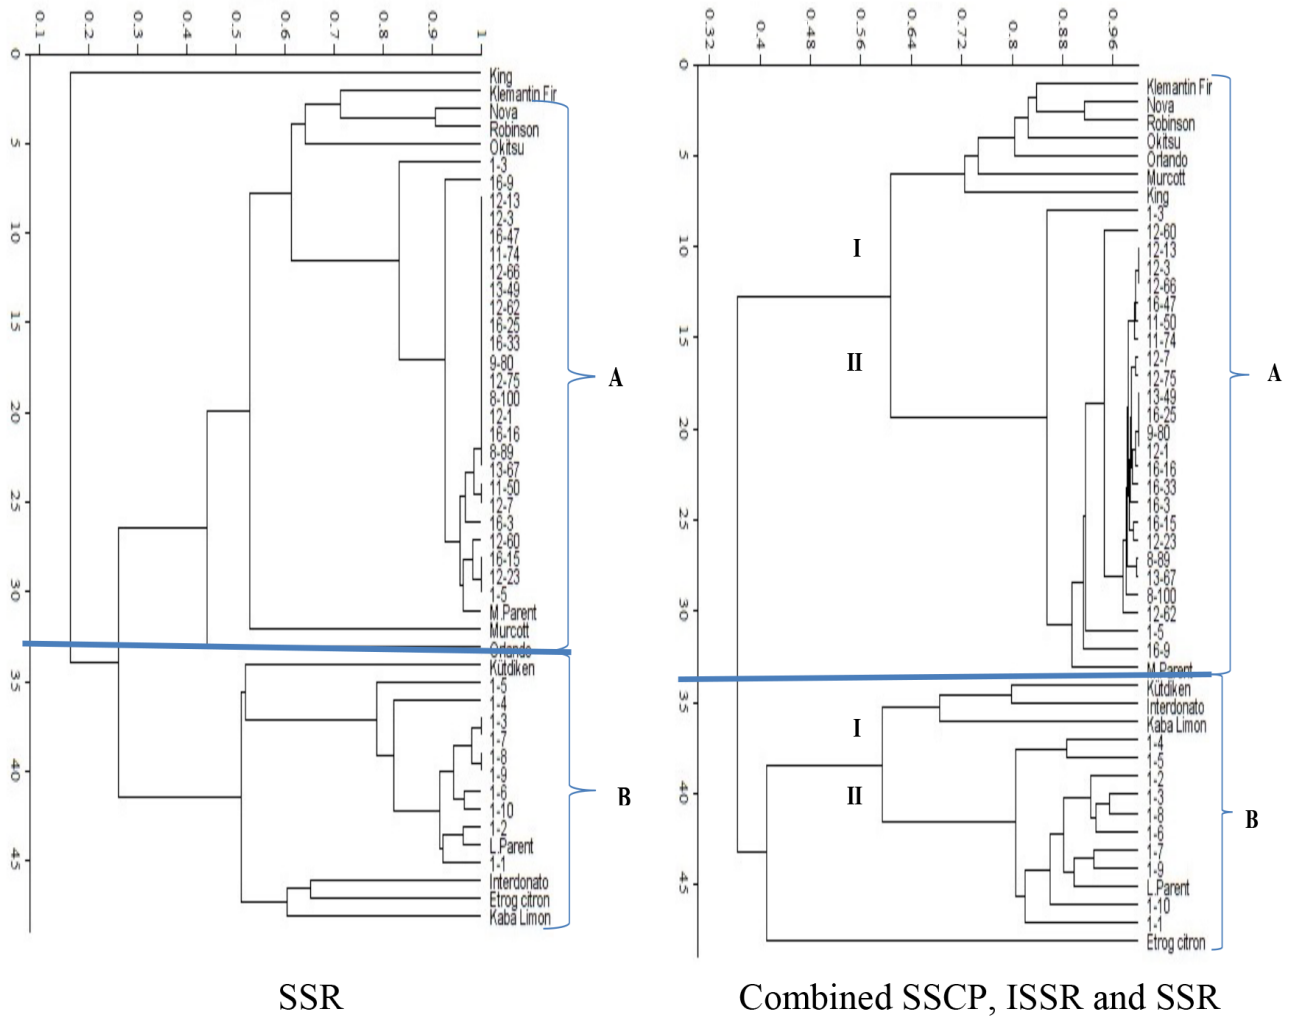 0.1 0.2 0.3 0.4 0.5 0.6 0.7 0.8 0.9 1
0
5
10
15
20
25
30
35
40
45
King
Klemantin Fir
Nova
Robinson
Okitsu
1-3
16-9
12-13
12-3
16-47
11-74
12-66
13-49
12-62
16-25
16-33
9-80
12-75
8-100
12-1
16-16
8-89
13-67
11-50
12-7
16-3
12-60
16-15
12-23
1-5
M.Parent
Murcott
Orlando
Kütdiken
1-5
1-4
1-3
1-7
1-8
1-9
1-6
1-10
1-2
L.Parent
1-1
Interdonato
Etrog citron
Kaba Limon
A
B
SSR
0.32 0.4 0.48 0.56 0.64 0.72 0.8 0.88 0.96
0
5
10
15
20
25
30
35
40
45
I
II
I
II
Klemantin Fir
Nova
Robinson
Okitsu
Orlando
Murcott
King
1-3
12-60
12-13
12-3
12-66
16-47
11-50
11-74
12-7
12-75
13-49
16-25
9-80
12-1
16-16
16-33
16-3
16-15
12-23
8-89
13-67
8-100
12-62
1-5
16-9
M.Parent
Kütdiken
Interdonato
Kaba Limon
1-4
1-5
1-2
1-3
1-8
1-6
1-7
1-9
L.Parent
1-10
1-1
Etrog citron
A
B
Combined SSCP, ISSR and SSR